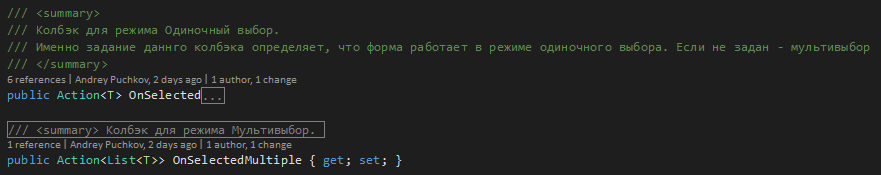 /// <summary>
/// Колбэк для режима Одиночный выбор.
/// Именно задание даннго колбэка определяет, что форма работает в режиме одиночного выбора. Если не задан - мультивыбор
/// </summary>
6 references | Andrey Puchkov, 2 days ago | 1 author, 1 change
public Action<T> OnSelected...
/// <summary> Колбэк для режима Мультивыбор.
1 reference | Andrey Puchkov, 2 days ago | 1 author, 1 change
public Action<List<T>> OnSelectedMultiple { get; set; }